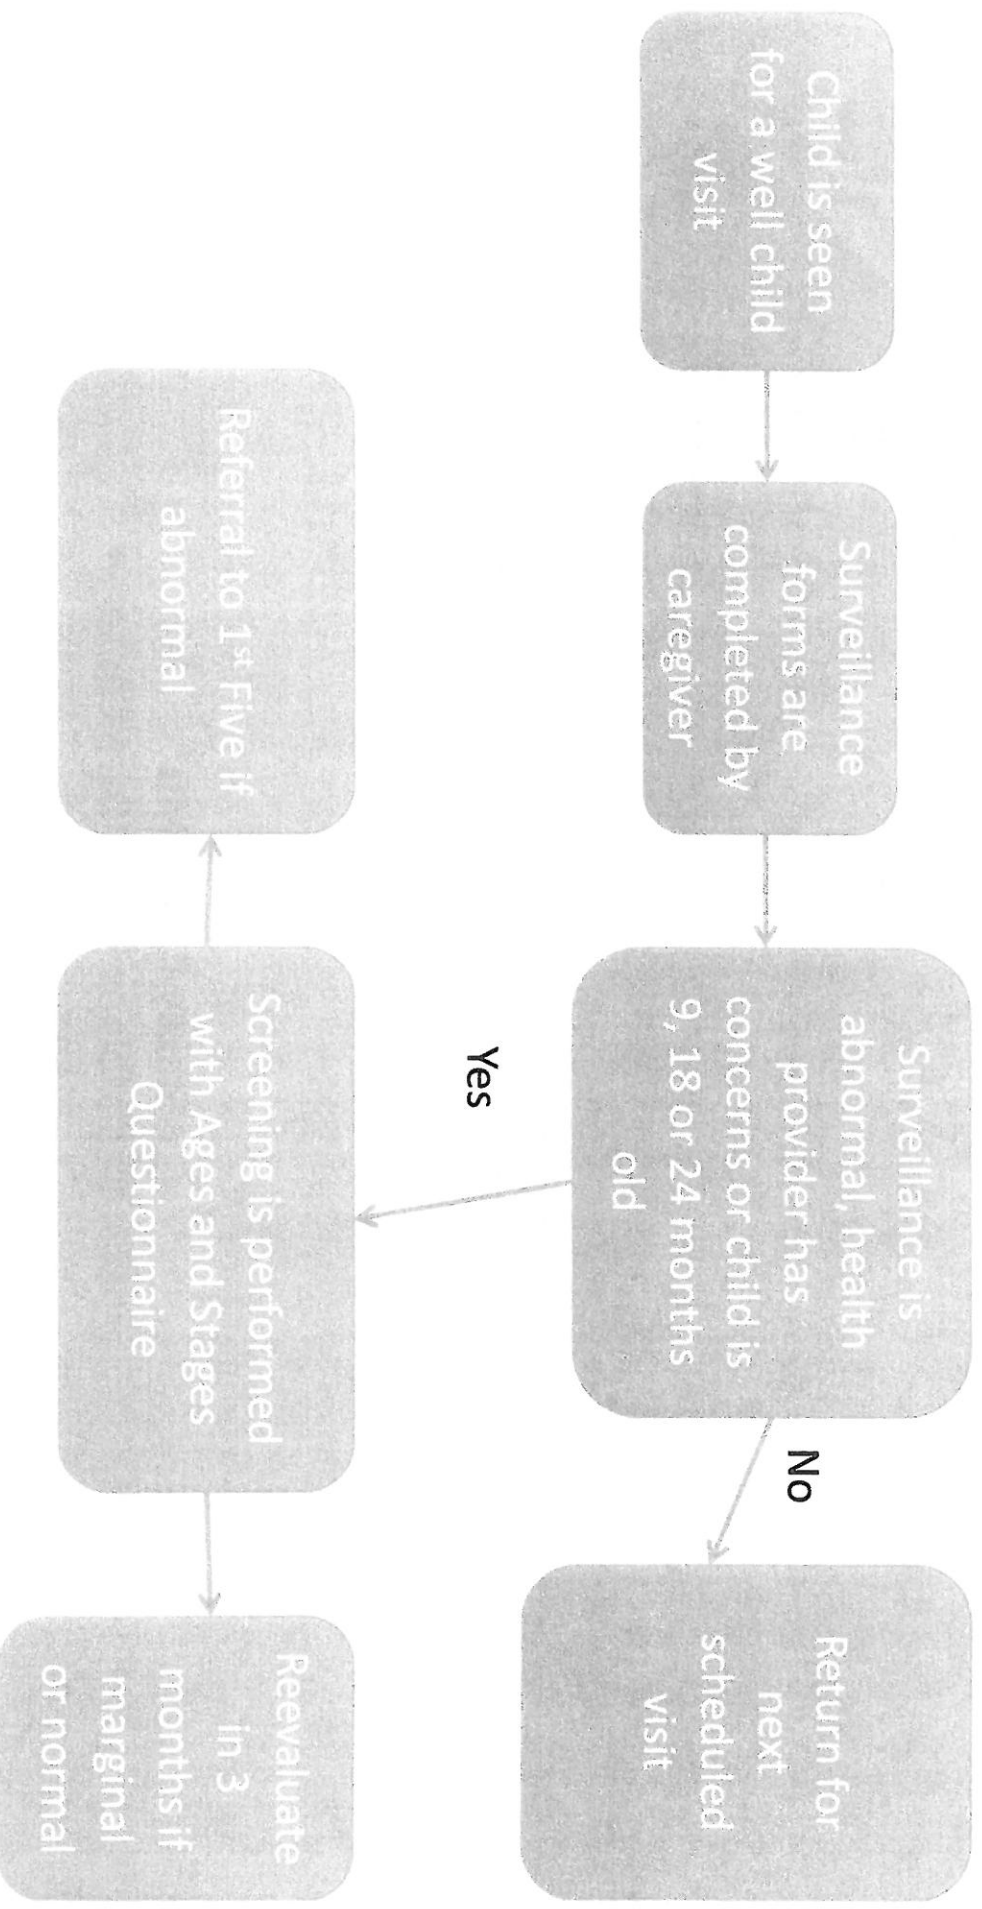 Child is seen
for a well child
visit
Surveillance
forms are
completed by
caregiver
Surveillance is
abnormal, health
provider has
concerns or child is
9, 18 or 24 months
old
No
Return for
next
scheduled
visit
Yes
Referral to 1st Five if
abnormal
Screening is performed
with Ages and Stages
Questionnaire
Reevaluate
in 3
months if
marginal
or normal